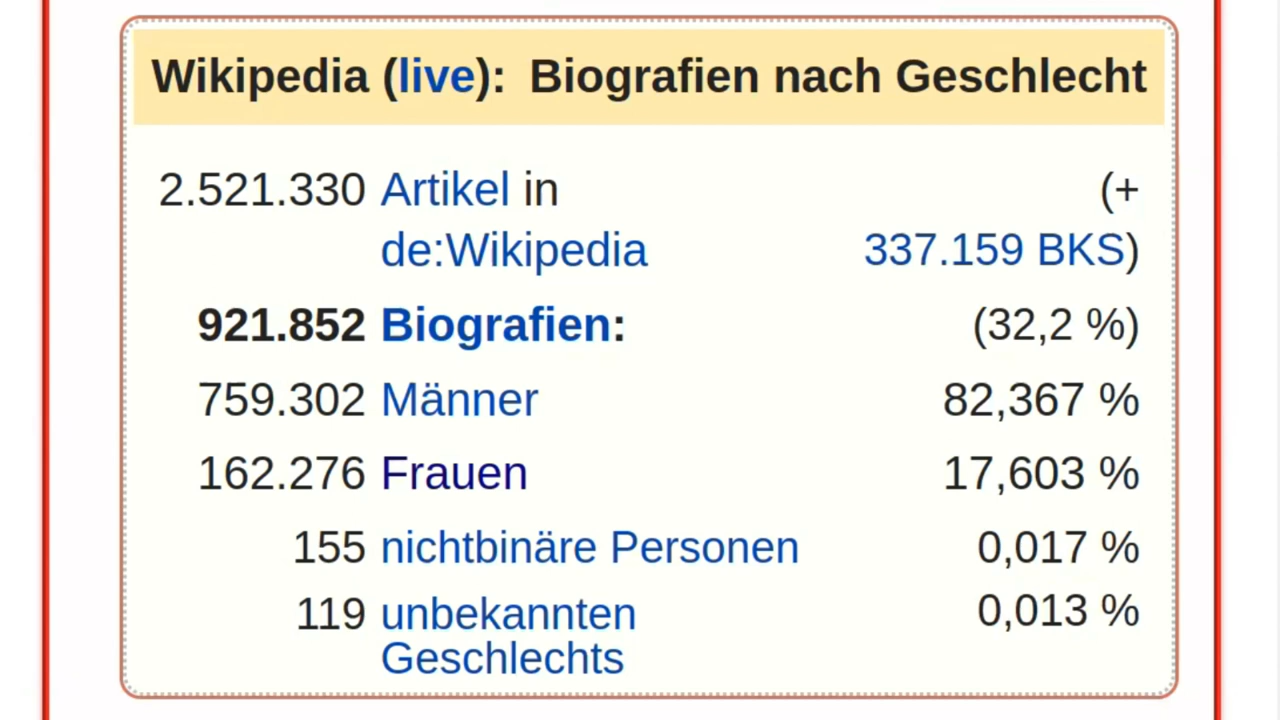 Wikipedia (live): Biografien nach Geschlecht
2.521.330 Artikel in (+
de:Wikipedia 337.159 BKS)
921.852 Biografien: (32,2 %)
759.302 Männer 82,367 %
162.276 Frauen 17,603 %
155 nichtbinäre Personen 0,017 %
119 unbekannten 0,013 %
Geschlechts